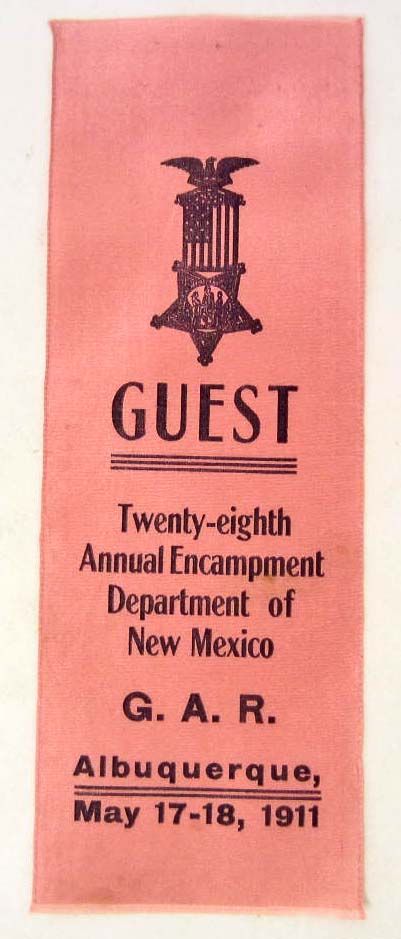 GUEST
Twenty-eighth
Annual Encampment
Department of
New Mexico
G. A. R.
Albuquerque,
May 17-18, 1911